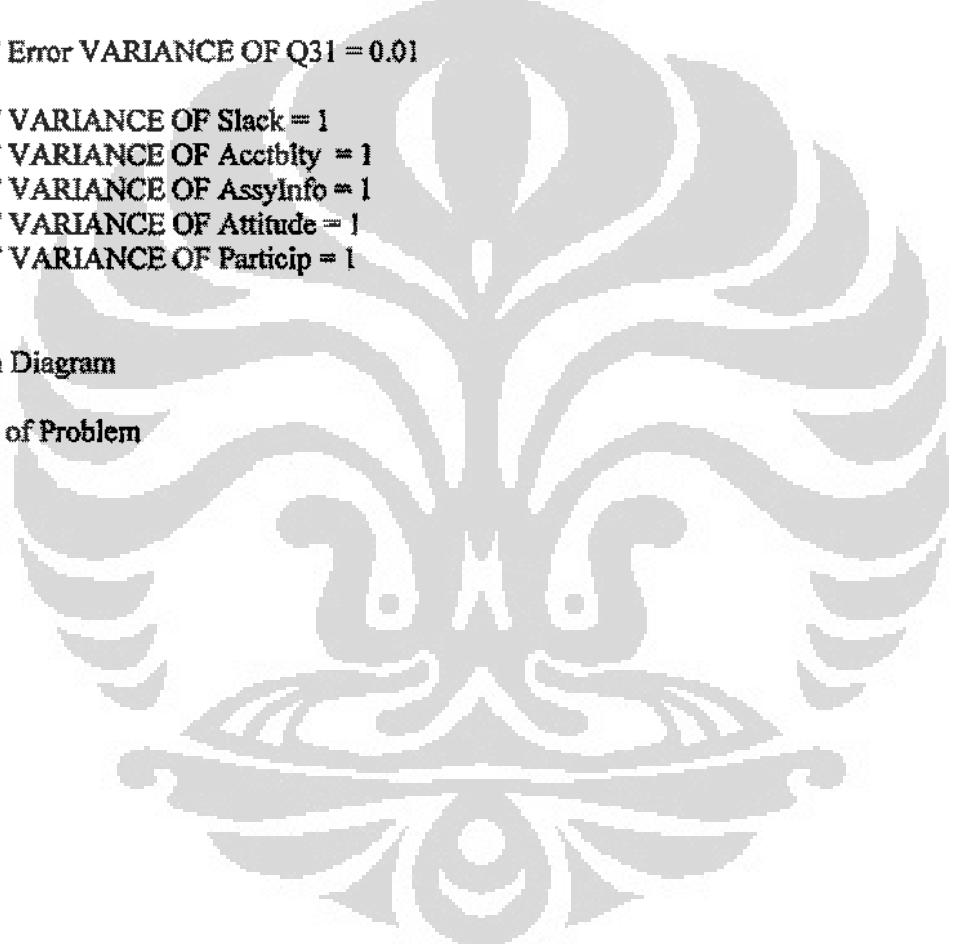 Error VARIANCE OF Q31 = 0.01
VARIANCE OF Slack = 1
VARIANCE OF Acctblty = 1
VARIANCE OF AssyInfo = 1
VARIANCE OF Attitude = 1
VARIANCE OF Particip = 1
Diagram
of Problem